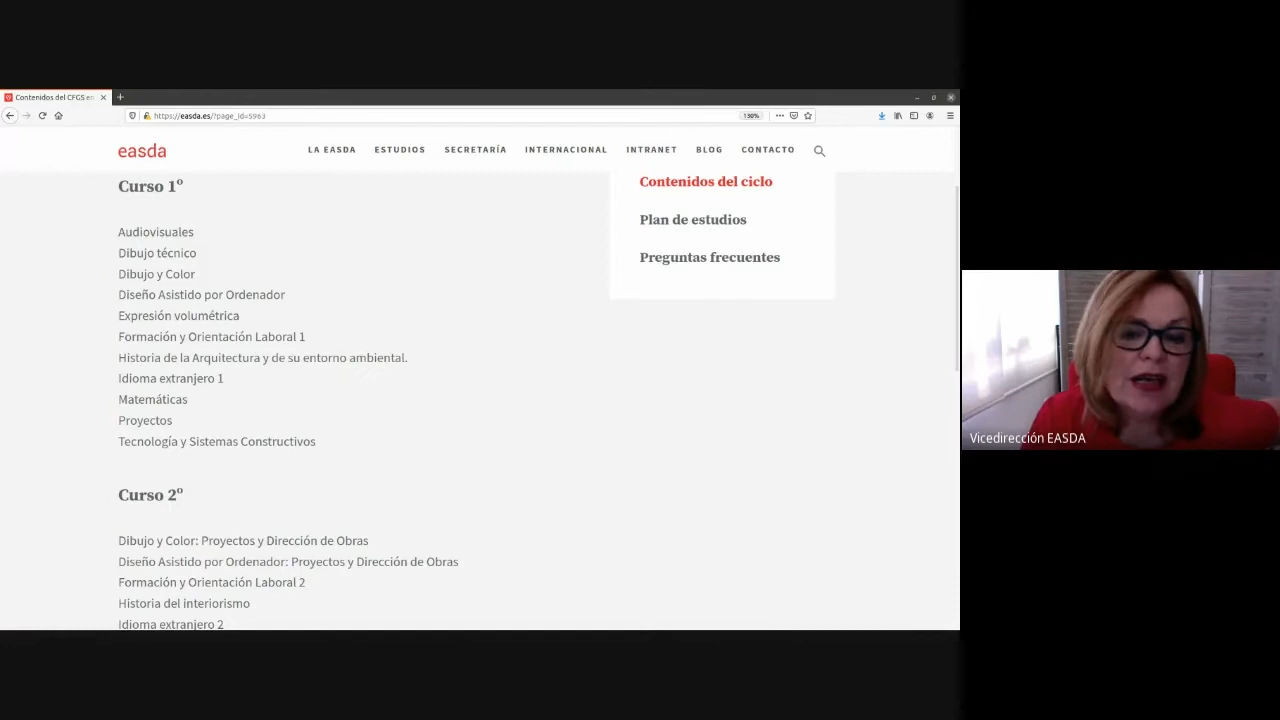 Contenidos del CFGS en
https://easda.es/?page_id=5963
130%
easda
LA EASDA
ESTUDIOS
SECRETARÍA
INTERNACIONAL
INTRANET
BLOG
CONTACTO
Curso 1º
Audiovisuales
Dibujo técnico
Dibujo y Color
Diseño Asistido por Ordenador
Expresión volumétrica
Formación y Orientación Laboral 1
Historia de la Arquitectura y de su entorno ambiental.
Idioma extranjero 1
Matemáticas
Proyectos
Tecnología y Sistemas Constructivos
Curso 2º
Dibujo y Color: Proyectos y Dirección de Obras
Diseño Asistido por Ordenador: Proyectos y Dirección de Obras
Formación y Orientación Laboral 2
Historia del interiorismo
Idioma extranjero 2
Contenidos del ciclo
Plan de estudios
Preguntas frecuentes
Vicedirección EASDA